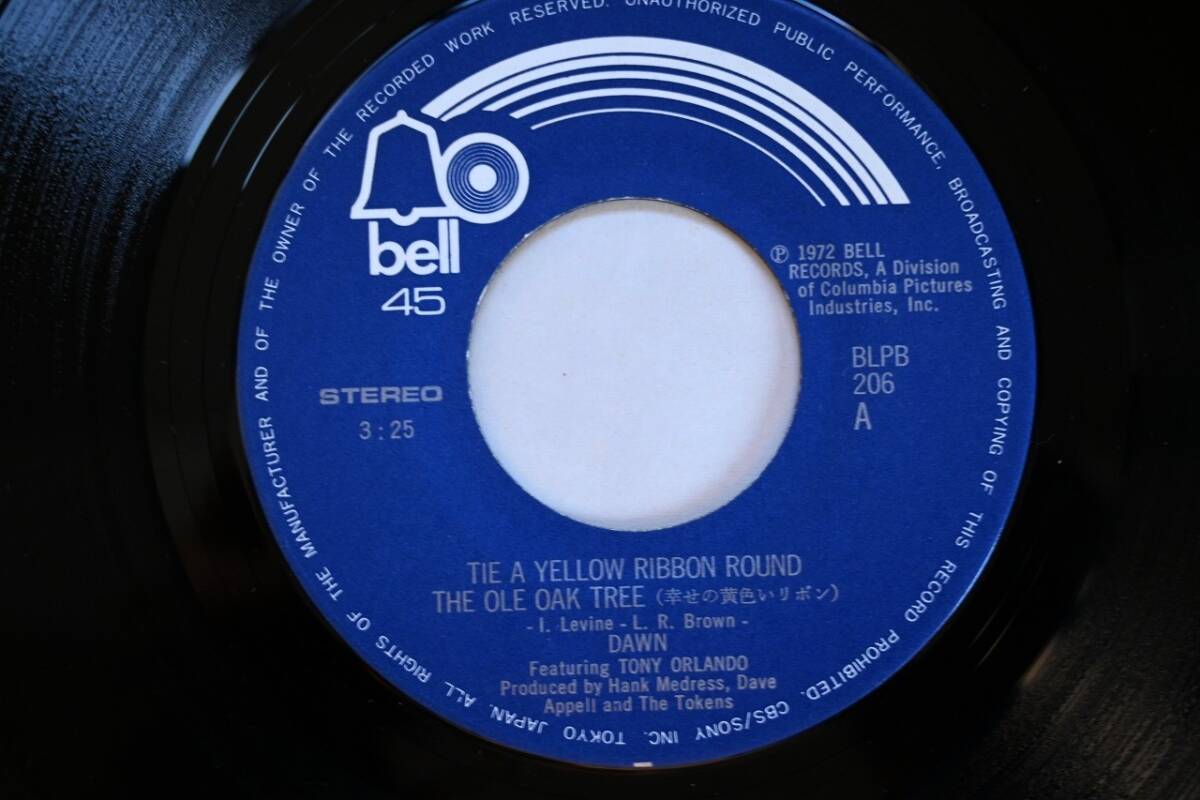 bell
45
STEREO
3:25
℗ 1972 BELL
RECORDS, A Division
of Columbia Pictures
Industries, Inc.
BLPB
206
A
TIE A YELLOW RIBBON ROUND
THE OLE OAK TREE (幸せの黄色いリボン)
- I. Levine - L. R. Brown -
DAWN
Featuring TONY ORLANDO
Produced by Hank Medress, Dave
Appell and The Tokens
ALL RIGHTS OF THE MANUFACTURER AND OF THE OWNER OF THE RECORDED WORK RESERVED. UNAUTHORIZED PUBLIC PERFORMANCE, BROADCASTING AND COPYING OF THIS RECORD PROHIBITED. CBS/SONY INC. TOKYO JAPAN.